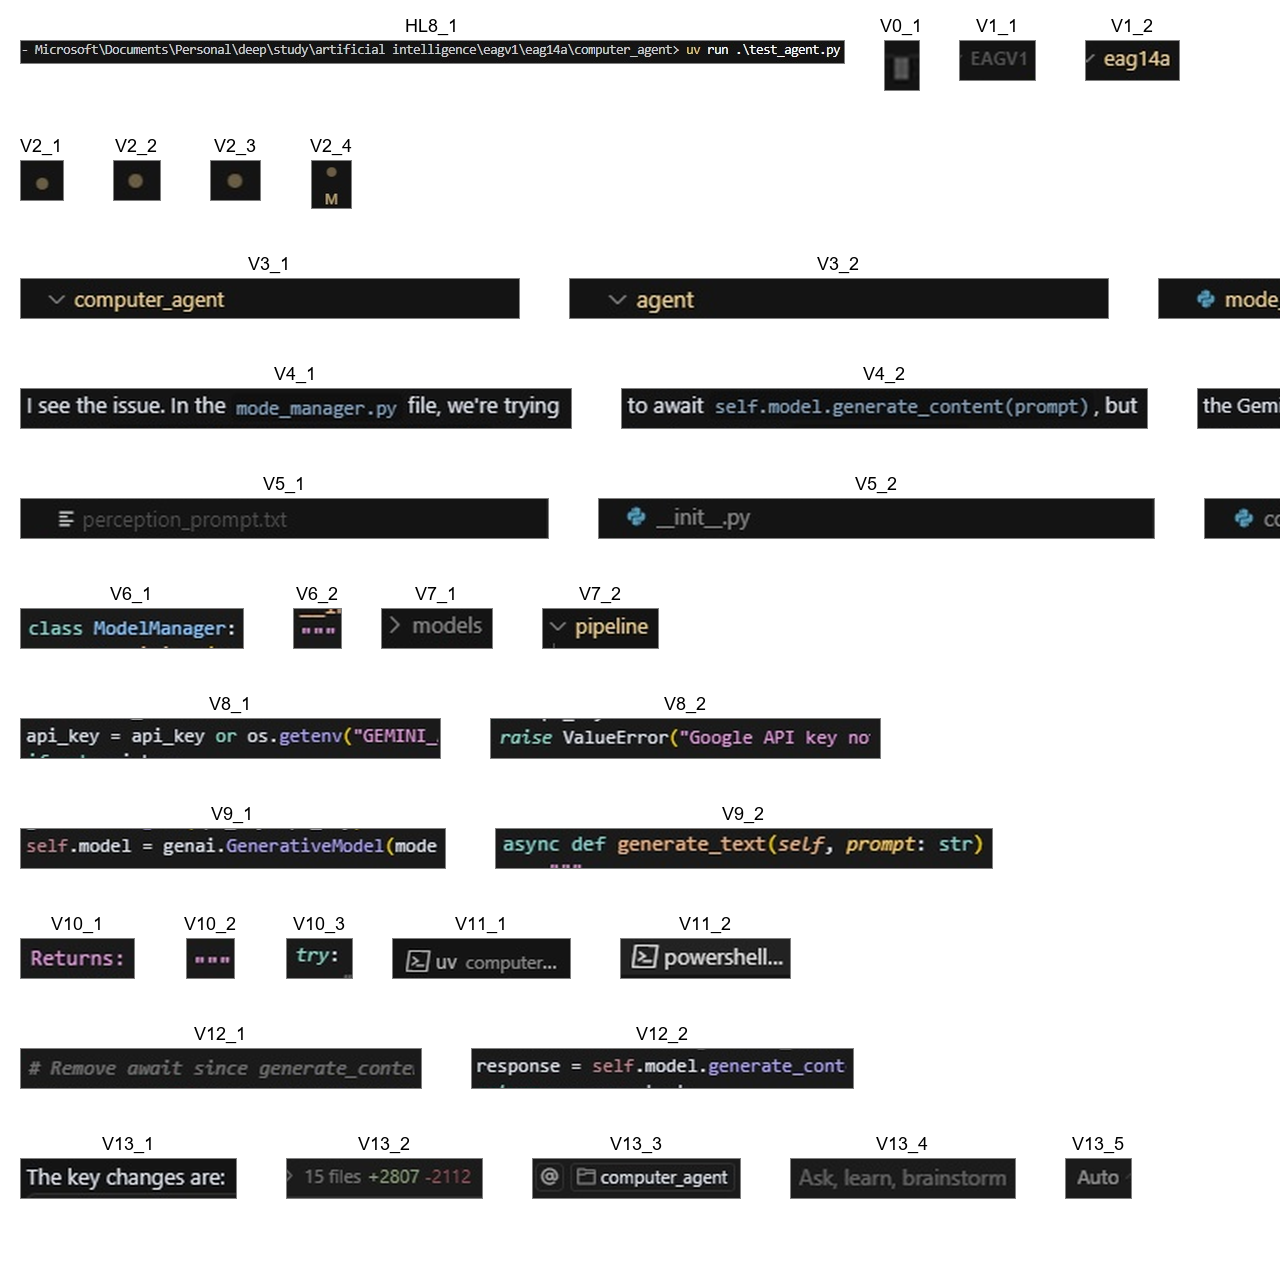 HL8_1 V0_1 V1_1 V1_2
- Microsoft\Documents\Personal\deep\study\artificial intelligence\eagv1\eag14a\computer_agent> uv run .\test_agent.py EAGV1 eag14a
V2_1 V2_2 V2_3 V2_4
M
V3_1 V3_2
computer_agent agent mode_
V4_1 V4_2
I see the issue. In the mode_manager.py file, we're trying to await self.model.generate_content(prompt), but the Gemi
V5_1 V5_2
perception_prompt.txt __init__.py
V6_1 V6_2 V7_1 V7_2
class ModelManager: """ models pipeline
V8_1 V8_2
api_key = api_key or os.getenv("GEMINI_ raise ValueError("Google API key no
V9_1 V9_2
self.model = genai.GenerativeModel(mode async def generate_text(self, prompt: str)
V10_1 V10_2 V10_3 V11_1 V11_2
Returns: """ try: uv computer... powershell...
V12_1 V12_2
# Remove await since generate_conte response = self.model.generate_cont
V13_1 V13_2 V13_3 V13_4 V13_5
The key changes are: 15 files +2807 -2112 @ computer_agent Ask, learn, brainstorm Auto